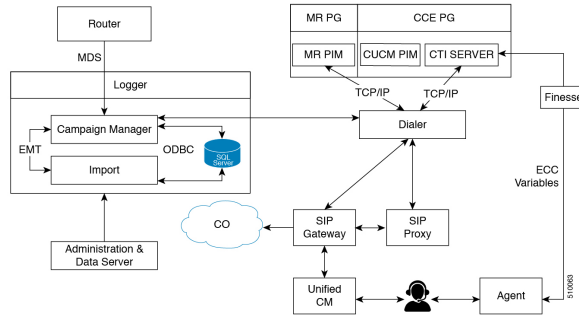 Router
MDS
Logger
Campaign Manager
EMT
ODBC
SQL
Server
Import
Administration &
Data Server
MR PG
CCE PG
MR PIM
CUCM PIM
CTI SERVER
TCP/IP
TCP/IP
Finesse
Dialer
ECC
Variables
CO
SIP
Gateway
SIP
Proxy
Unified
CM
Agent
510063